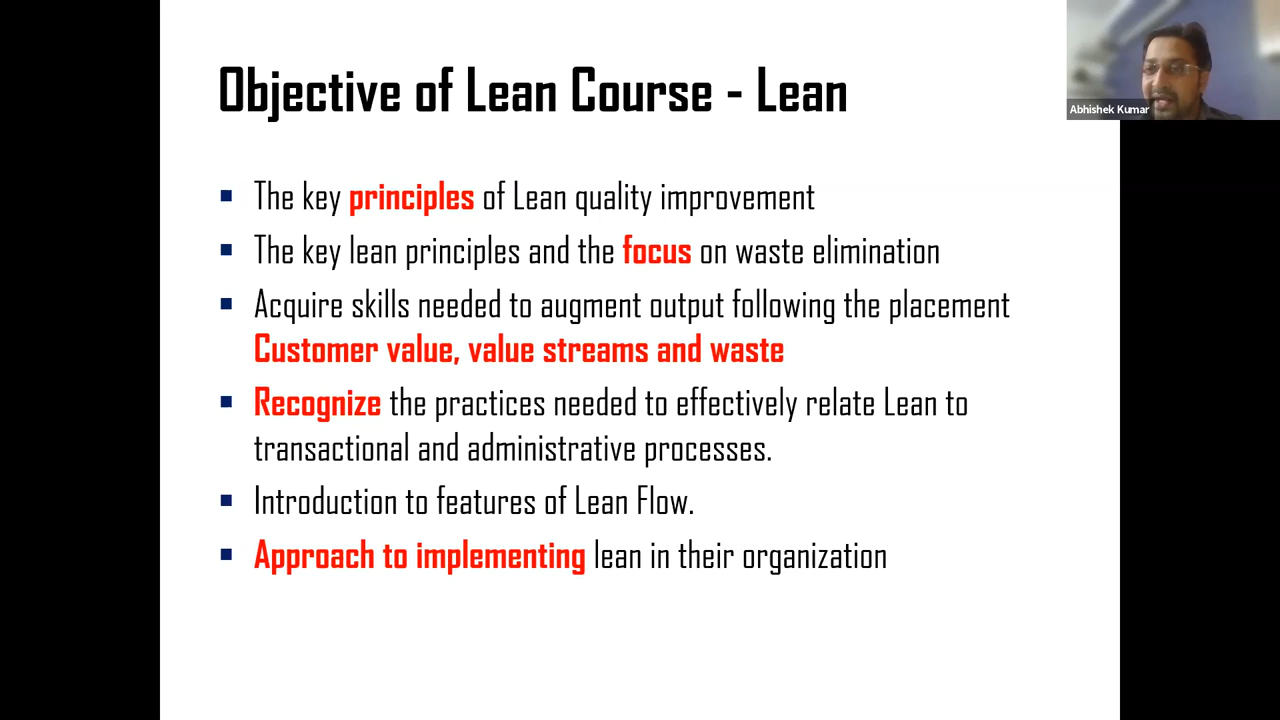 Objective of Lean Course - Lean
Abhishek Kumar
▪ The key principles of Lean quality improvement
▪ The key lean principles and the focus on waste elimination
▪ Acquire skills needed to augment output following the placement
Customer value, value streams and waste
▪ Recognize the practices needed to effectively relate Lean to
transactional and administrative processes.
▪ Introduction to features of Lean Flow.
▪ Approach to implementing lean in their organization